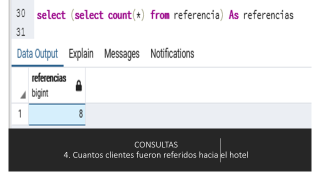 30 select (select count(*) from referencia) As referencias
31
Data Output Explain Messages Notifications
referencias
bigint
1 8
CONSULTAS
4. Cuantos clientes fueron referidos hacia el hotel